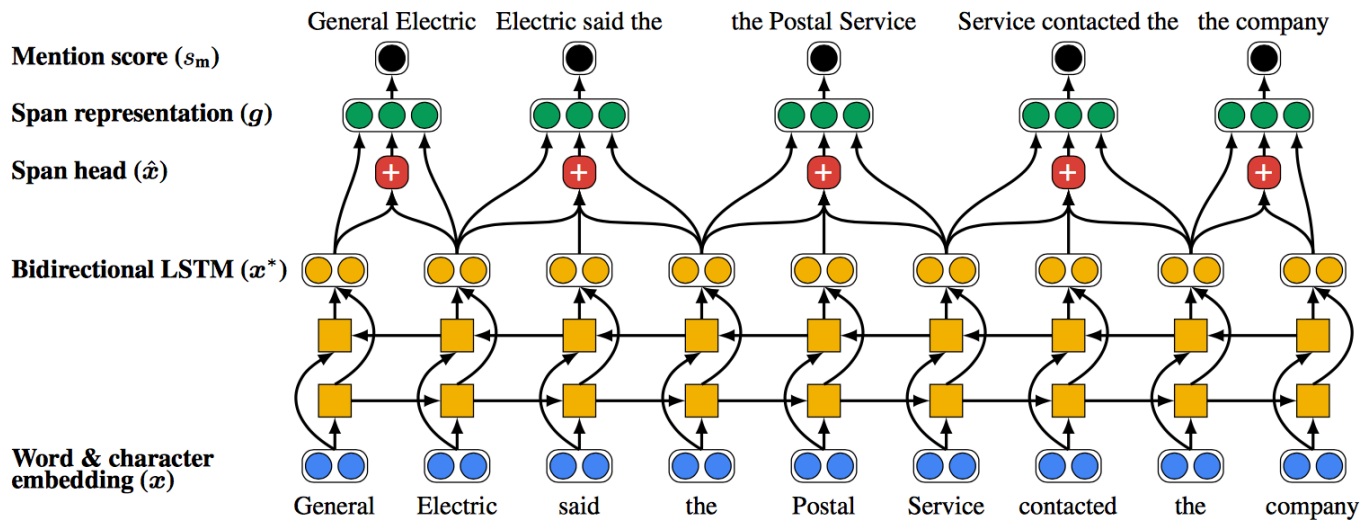 General Electric Electric said the the Postal Service Service contacted the the company
Mention score (s_m)
Span representation (g)
Span head (x̂)
+ + + + +
Bidirectional LSTM (x*)
Word & character
embedding (x)
General Electric said the Postal Service contacted the company